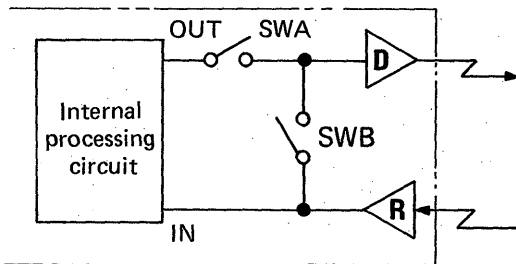 OUT SWA
D
Internal
processing
circuit
SWB
R
IN